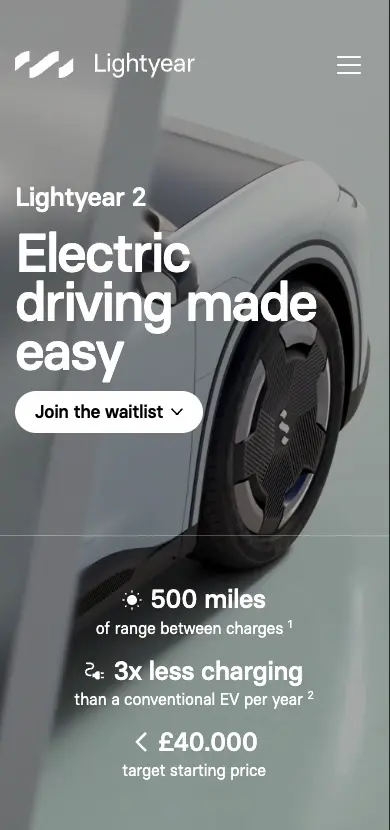 Lightyear
Lightyear 2
Electric
driving made
easy
Join the waitlist
500 miles
of range between charges ¹
3x less charging
than a conventional EV per year ²
< £40.000
target starting price